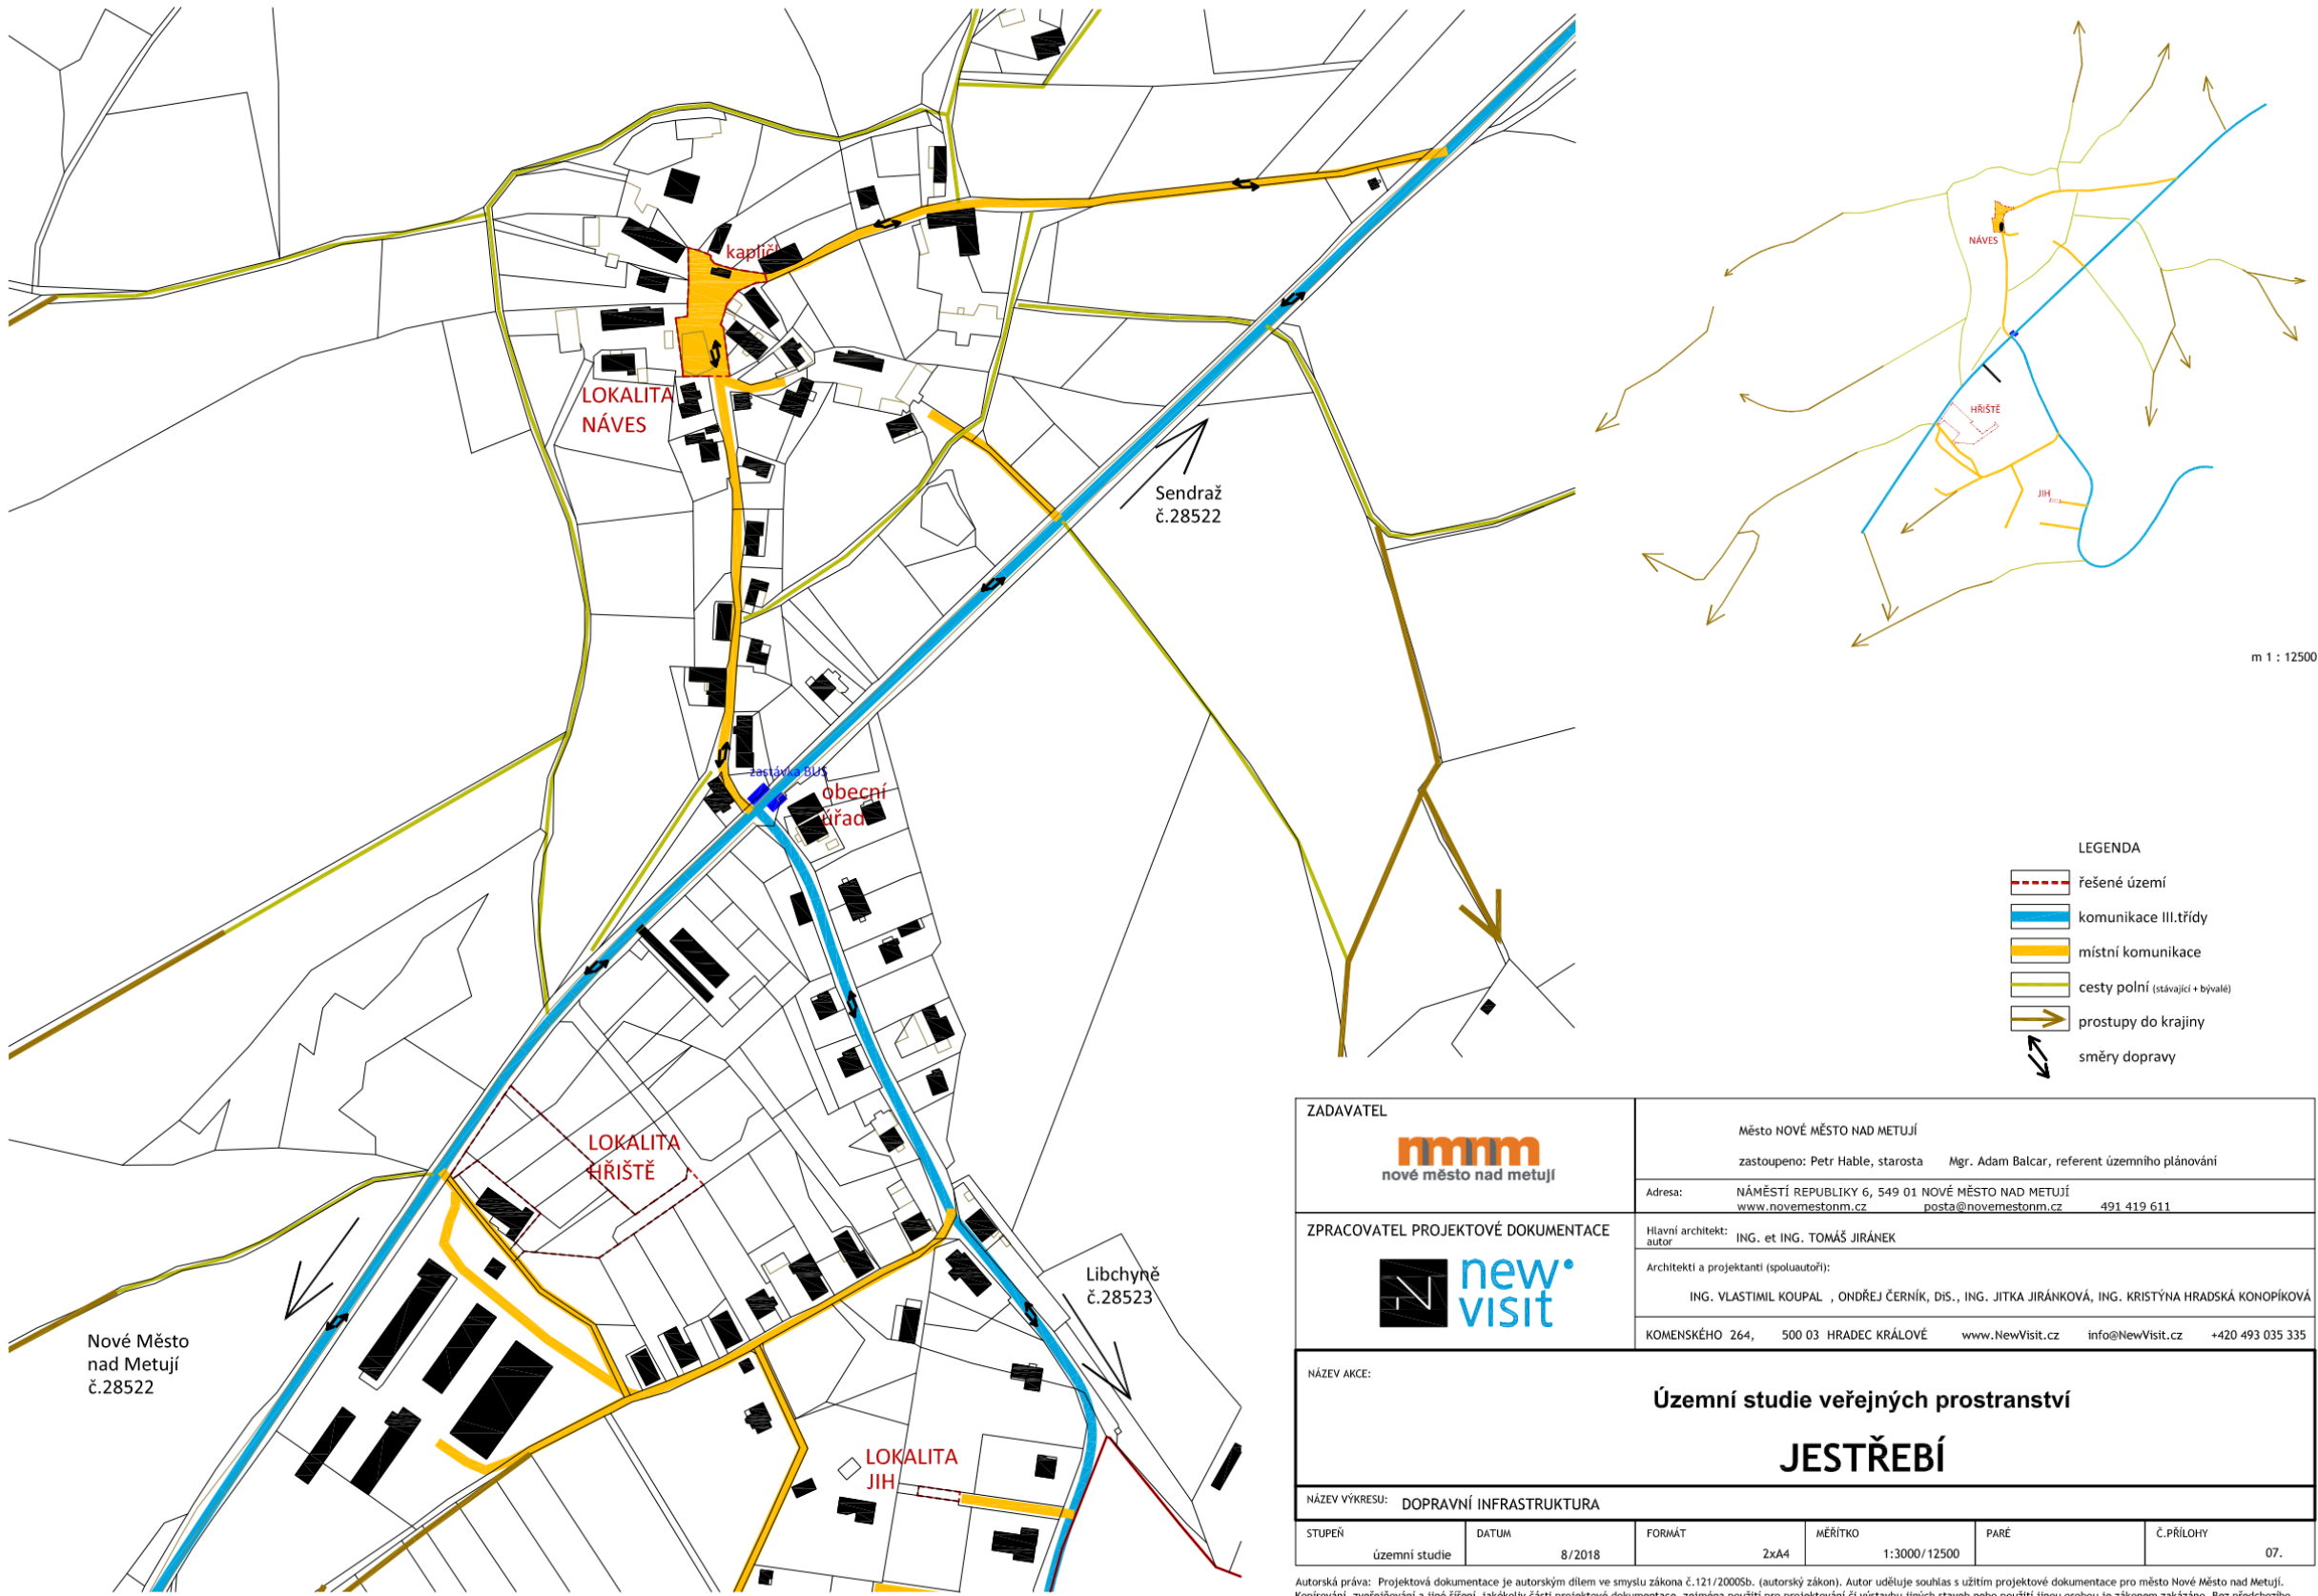 kaplič
LOKALITA
NÁVES
Sendraž
č.28522
zastávka BUS
obecní
úřad
LOKALITA
HŘIŠTĚ
Libchyně
č.28523
Nové Město
nad Metují
č.28522
LOKALITA
JIH
NÁVES
HŘIŠTĚ
JIH
m 1 : 12500
LEGENDA
řešené území
komunikace III.třídy
místní komunikace
cesty polní (stávající + bývalé)
prostupy do krajiny
směry dopravy
ZADAVATEL
nmnm
nové město nad metují
Město NOVÉ MĚSTO NAD METUJÍ
zastoupeno: Petr Hable, starosta Mgr. Adam Balcar, referent územního plánování
Adresa: NÁMĚSTÍ REPUBLIKY 6, 549 01 NOVÉ MĚSTO NAD METUJÍ
www.novemestonm.cz posta@novemestonm.cz 491 419 611
ZPRACOVATEL PROJEKTOVÉ DOKUMENTACE
new
visit
Hlavní architekt: ING. et ING. TOMÁŠ JIRÁNEK
autor
Architekti a projektanti (spoluautoři):
ING. VLASTIMIL KOUPAL , ONDŘEJ ČERNÍK, DiS., ING. JITKA JIRÁNKOVÁ, ING. KRISTÝNA HRADSKÁ KONOPÍKOVÁ
KOMENSKÉHO 264, 500 03 HRADEC KRÁLOVÉ www.NewVisit.cz info@NewVisit.cz +420 493 035 335
NÁZEV AKCE:
Územní studie veřejných prostranství
JESTŘEBÍ
NÁZEV VÝKRESU: DOPRAVNÍ INFRASTRUKTURA
STUPEŇ DATUM FORMÁT MĚŘÍTKO PARÉ Č.PŘÍLOHY
územní studie 8/2018 2xA4 1:3000/12500 07.
Autorská práva: Projektová dokumentace je autorským dílem ve smyslu zákona č.121/2000Sb. (autorský zákon). Autor uděluje souhlas s užitím projektové dokumentace pro město Nové Město nad Metují.